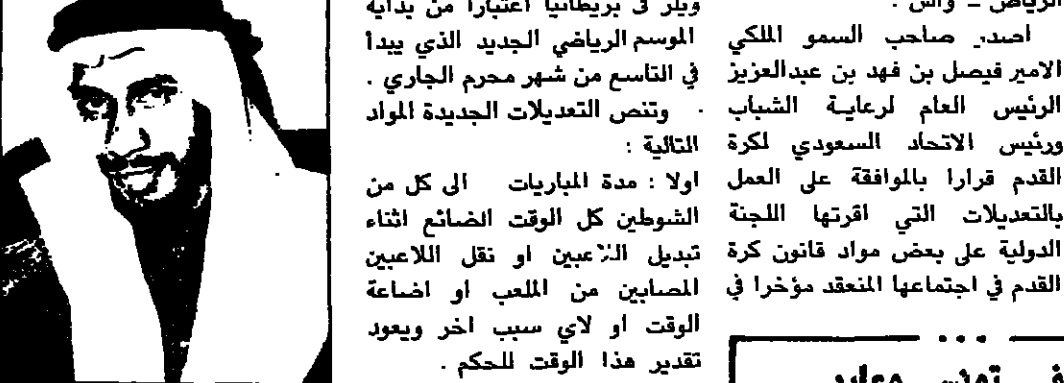 الرياض ـ واس .
اصدر صاحب السمو الملكي
الامير فيصل بن فهد بن عبدالعزيز
الرئيس العام لرعاية الشباب
ورئيس الاتحاد السعودي لكرة
القدم قرارا بالموافقة على العمل
بالتعديلات التي اقرتها اللجنة
الدولية على بعض مواد قانون كرة
القدم في اجتماعها المنعقد مؤخرا في
ويلز في بريطانيا اعتبارا من بداية
الموسم الرياضي الجديد الذي يبدأ
في التاسع من شهر محرم الجاري .
وتنص التعديلات الجديدة المواد
التالية :
اولا : مدة المباريات الى كل من
الشوطين كل الوقت الضائع اثناء
تبديل اللاعبين او نقل اللاعبين
المصابين من الملعب او اضاعة
الوقت او لاي سبب اخر ويعود
تقدير هذا الوقت للحكم .